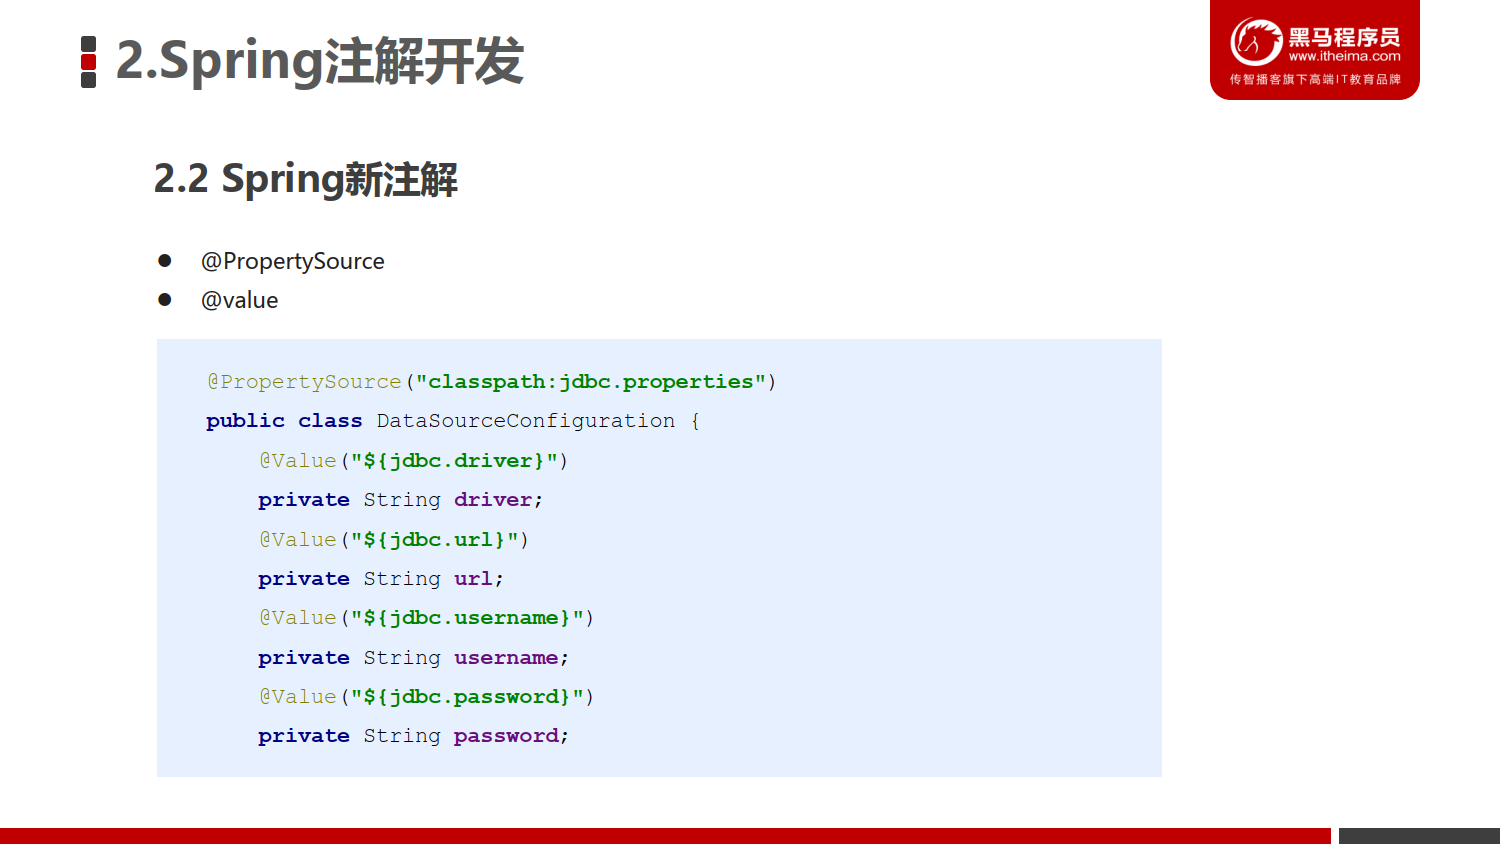 2.Spring注解开发
黑马程序员
www.itheima.com
传智播客旗下高端IT教育品牌
2.2 Spring新注解
● @PropertySource
● @value
@PropertySource("classpath:jdbc.properties")
public class DataSourceConfiguration {
    @Value("${jdbc.driver}")
    private String driver;
    @Value("${jdbc.url}")
    private String url;
    @Value("${jdbc.username}")
    private String username;
    @Value("${jdbc.password}")
    private String password;